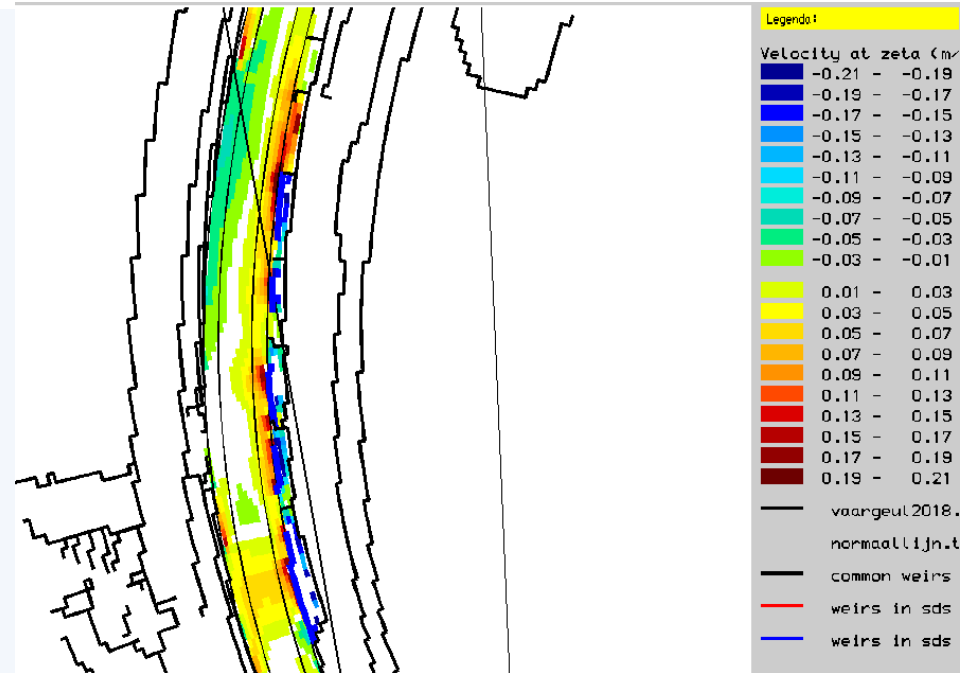 Legenda:
Velocity at zeta (m/
-0.21 - -0.19
-0.19 - -0.17
-0.17 - -0.15
-0.15 - -0.13
-0.13 - -0.11
-0.11 - -0.09
-0.09 - -0.07
-0.07 - -0.05
-0.05 - -0.03
-0.03 - -0.01
0.01 - 0.03
0.03 - 0.05
0.05 - 0.07
0.07 - 0.09
0.09 - 0.11
0.11 - 0.13
0.13 - 0.15
0.15 - 0.17
0.17 - 0.19
0.19 - 0.21
vaargeul2018.
normaallijn.t
common weirs
weirs in sds
weirs in sds